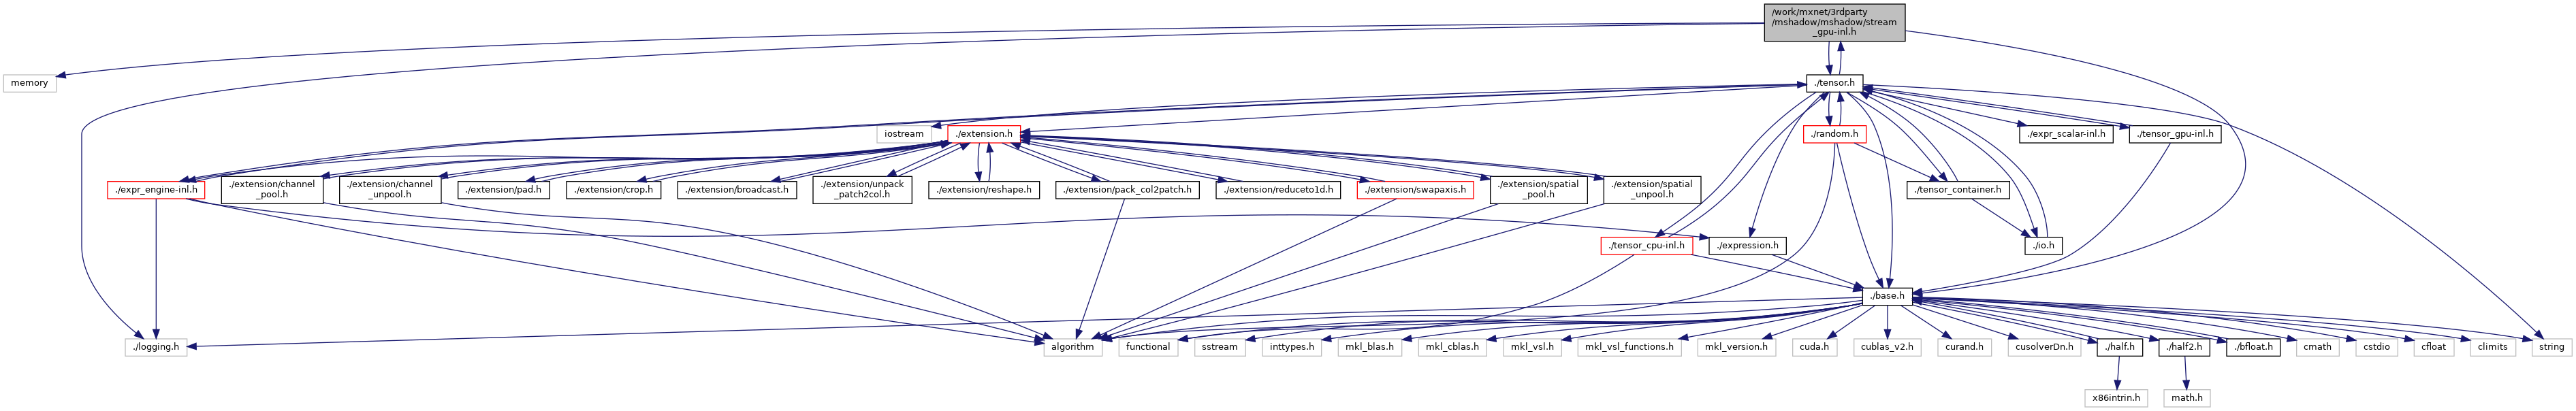 /work/mxnet/3rdparty
/mshadow/mshadow/stream
_gpu-inl.h
memory
./tensor.h
iostream
./extension.h
./random.h
./expr_scalar-inl.h
./tensor_gpu-inl.h
./expr_engine-inl.h
./extension/channel
_pool.h
./extension/channel
_unpool.h
./extension/pad.h
./extension/crop.h
./extension/broadcast.h
./extension/unpack
_patch2col.h
./extension/reshape.h
./extension/pack_col2patch.h
./extension/reduceto1d.h
./extension/swapaxis.h
./extension/spatial
_pool.h
./extension/spatial
_unpool.h
./tensor_container.h
./tensor_cpu-inl.h
./expression.h
./io.h
./base.h
./logging.h
algorithm
functional
sstream
inttypes.h
mkl_blas.h
mkl_cblas.h
mkl_vsl.h
mkl_vsl_functions.h
mkl_version.h
cuda.h
cublas_v2.h
curand.h
cusolverDn.h
./half.h
./half2.h
./bfloat.h
cmath
cstdio
cfloat
climits
string
x86intrin.h
math.h